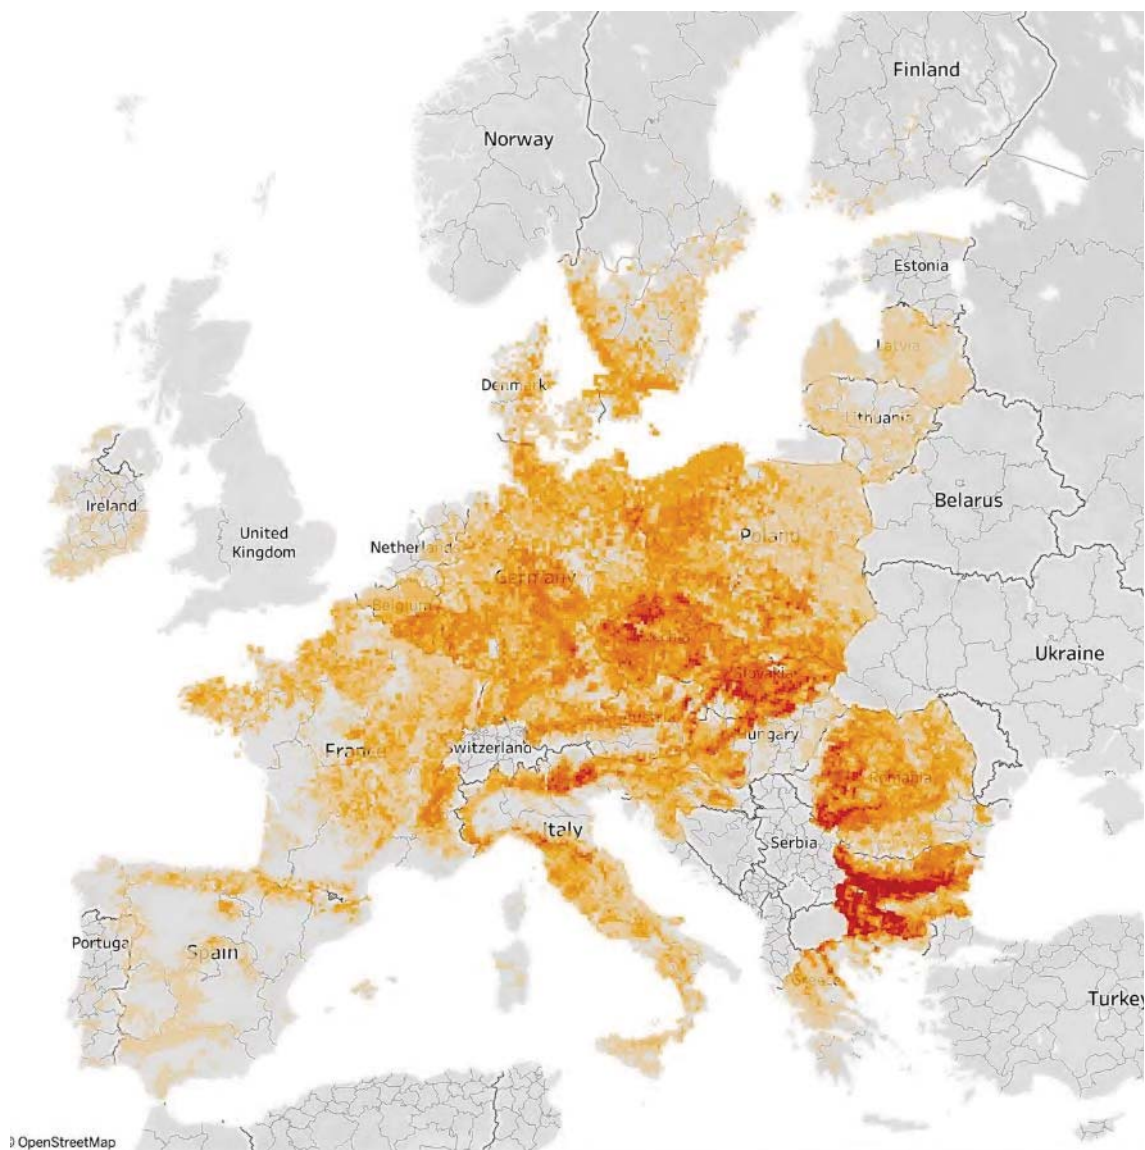 Finland
Norway
Estonia
Latvia
Denmark
Lithuania
Ireland
Belarus
United
Kingdom
Poland
Netherlands
Germany
Belgium
Ukraine
Slovakia
Hungary
France
Switzerland
Romania
Italy
Serbia
Portugal
Spain
Greece
Turkey
© OpenStreetMap